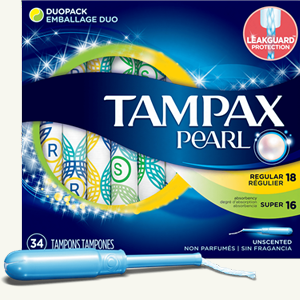 DUOPACK
EMBALLAGE DUO
LEAKGUARD
PROTECTION
TAMPAX
PEARL
REGULAR 18
RÉGULIER
absorbency
degré d'absorption
absorbencia
SUPER 16
R
R
S
S
34 TAMPONS TAMPONES
UNSCENTED
NON PARFUMÉS | SIN FRAGANCIA